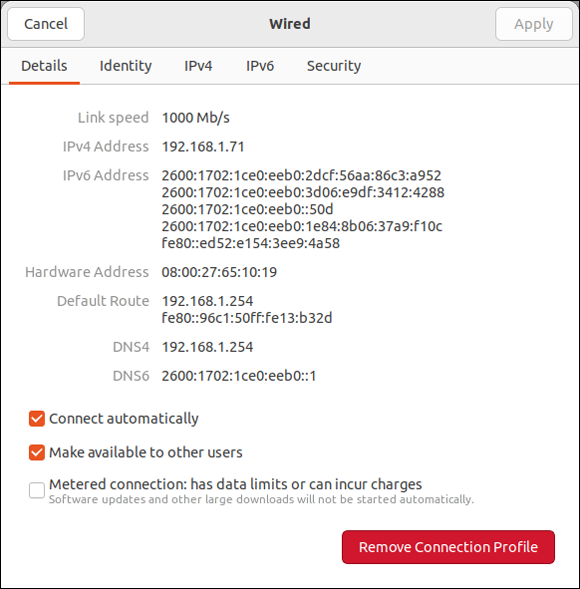 Cancel
Wired
Apply
Details
Identity
IPv4
IPv6
Security
Link speed 1000 Mb/s
IPv4 Address 192.168.1.71
IPv6 Address 2600:1702:1ce0:eeb0:2dcf:56aa:86c3:a952
2600:1702:1ce0:eeb0:3d06:e9df:3412:4288
2600:1702:1ce0:eeb0::50d
2600:1702:1ce0:eeb0:1e84:8b06:37a9:f10c
fe80::ed52:e154:3ee9:4a58
Hardware Address 08:00:27:65:10:19
Default Route 192.168.1.254
fe80::96c1:50ff:fe13:b32d
DNS4 192.168.1.254
DNS6 2600:1702:1ce0:eeb0::1
Connect automatically
Make available to other users
Metered connection: has data limits or can incur charges
Software updates and other large downloads will not be started automatically.
Remove Connection Profile